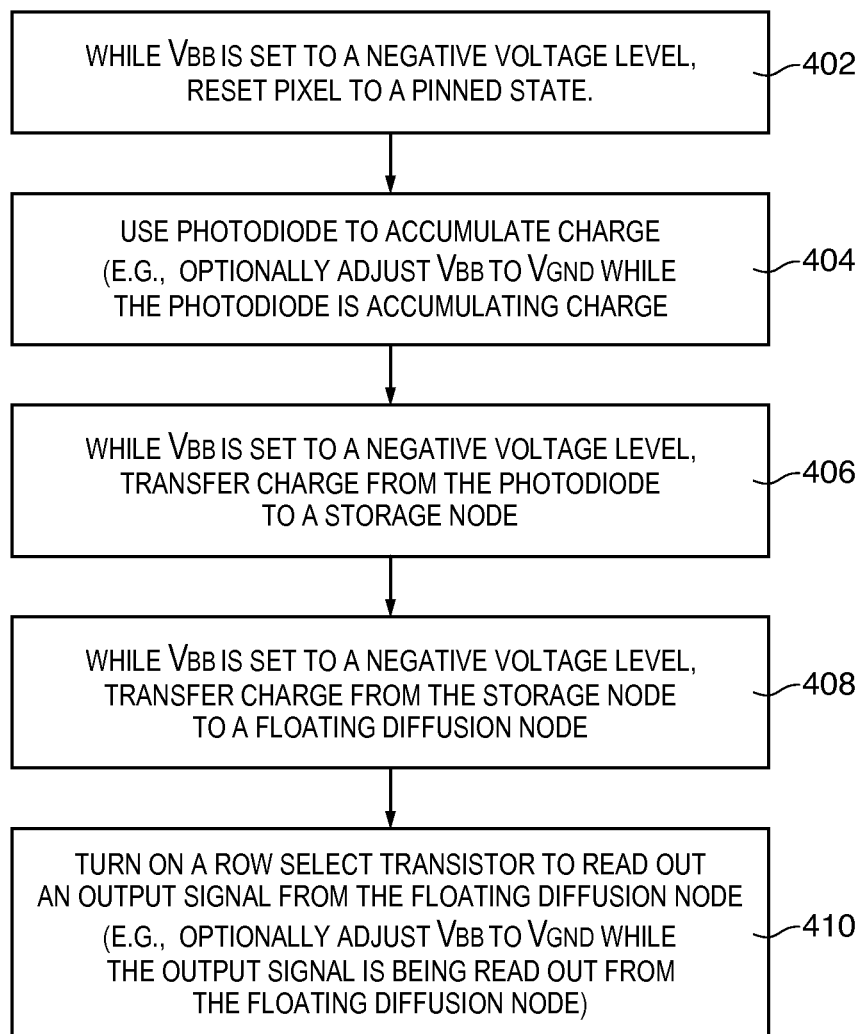 WHILE VBB IS SET TO A NEGATIVE VOLTAGE LEVEL,
RESET PIXEL TO A PINNED STATE.
402
USE PHOTODIODE TO ACCUMULATE CHARGE
(E.G., OPTIONALLY ADJUST VBB TO VGND WHILE
THE PHOTODIODE IS ACCUMULATING CHARGE
404
WHILE VBB IS SET TO A NEGATIVE VOLTAGE LEVEL,
TRANSFER CHARGE FROM THE PHOTODIODE
TO A STORAGE NODE
406
WHILE VBB IS SET TO A NEGATIVE VOLTAGE LEVEL,
TRANSFER CHARGE FROM THE STORAGE NODE
TO A FLOATING DIFFUSION NODE
408
TURN ON A ROW SELECT TRANSISTOR TO READ OUT
AN OUTPUT SIGNAL FROM THE FLOATING DIFFUSION NODE
(E.G., OPTIONALLY ADJUST VBB TO VGND WHILE
THE OUTPUT SIGNAL IS BEING READ OUT FROM
THE FLOATING DIFFUSION NODE)
410